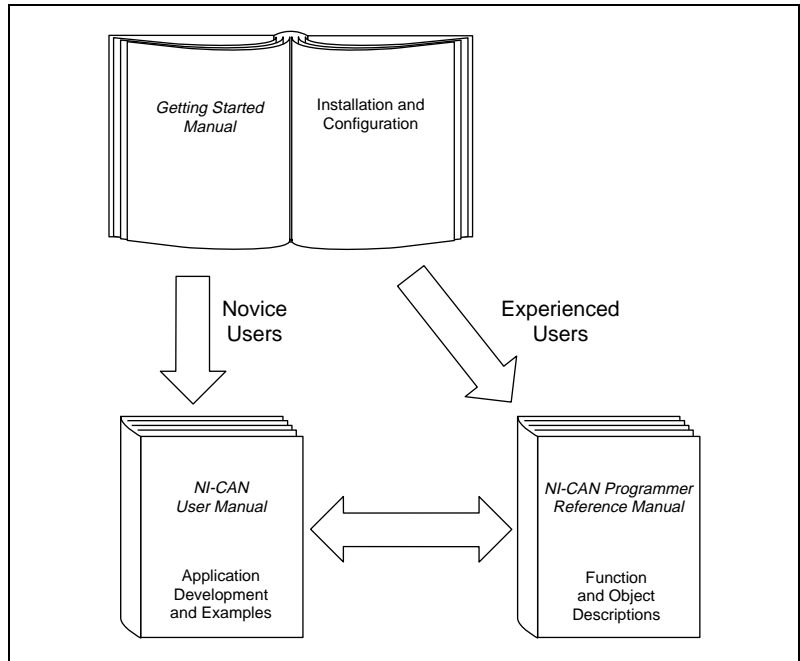 Getting Started
Manual
Installation and
Configuration
Novice
Users
Experienced
Users
NI-CAN
User Manual
Application
Development
and Examples
NI-CAN Programmer
Reference Manual
Function
and Object
Descriptions